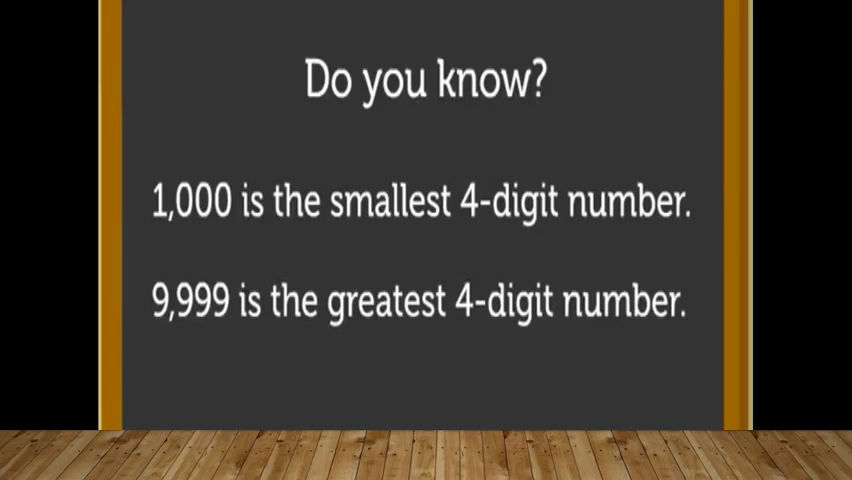 Do you know?
1,000 is the smallest 4-digit number.
9,999 is the greatest 4-digit number.